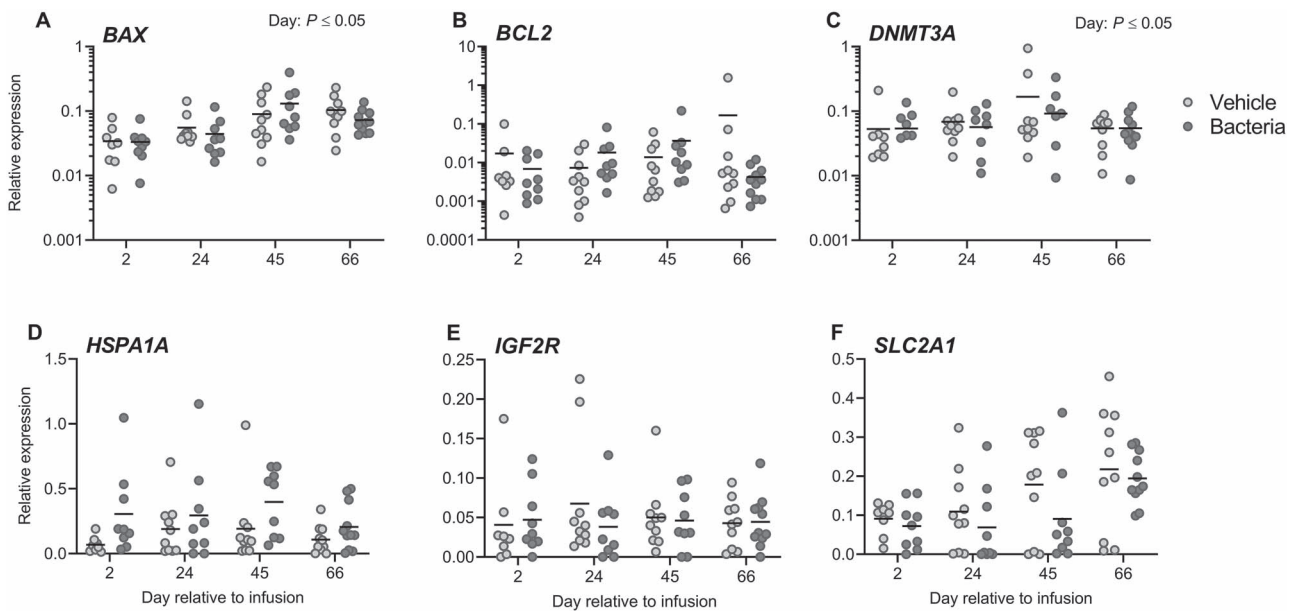 A
BAX
Day: P ≤ 0.05
Relative expression
1
0.1
0.01
0.001
2 24 45 66
B
BCL2
10
1
0.1
0.01
0.001
0.0001
2 24 45 66
C
DNMT3A
Day: P ≤ 0.05
1
0.1
0.01
0.001
2 24 45 66
Vehicle
Bacteria
D
HSPA1A
Relative expression
1.5
1.0
0.5
0.0
2 24 45 66
Day relative to infusion
E
IGF2R
0.25
0.20
0.15
0.10
0.05
0.00
2 24 45 66
Day relative to infusion
F
SLC2A1
0.5
0.4
0.3
0.2
0.1
0.0
2 24 45 66
Day relative to infusion